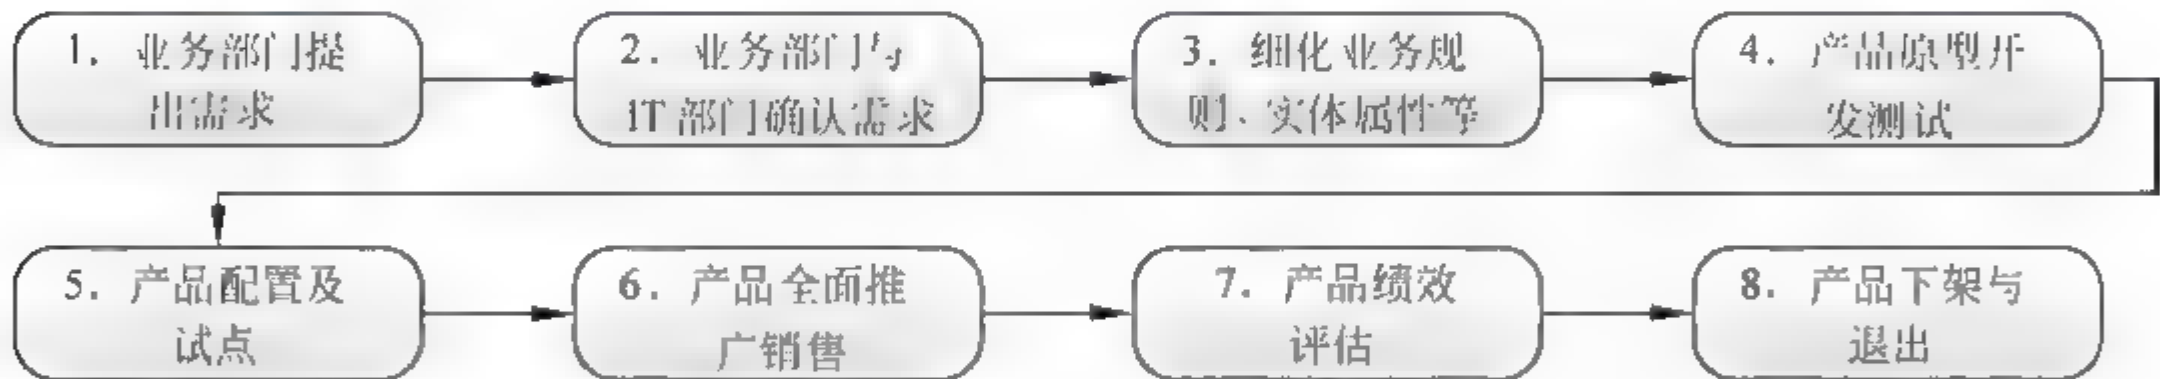 1. 业务部门提
出需求
2. 业务部门与
IT 部门确认需求
3. 细化业务规
则、实体属性等
4. 产品原型开
发测试
5. 产品配置及
试点
6. 产品全面推
广销售
7. 产品绩效
评估
8. 产品下架与
退出